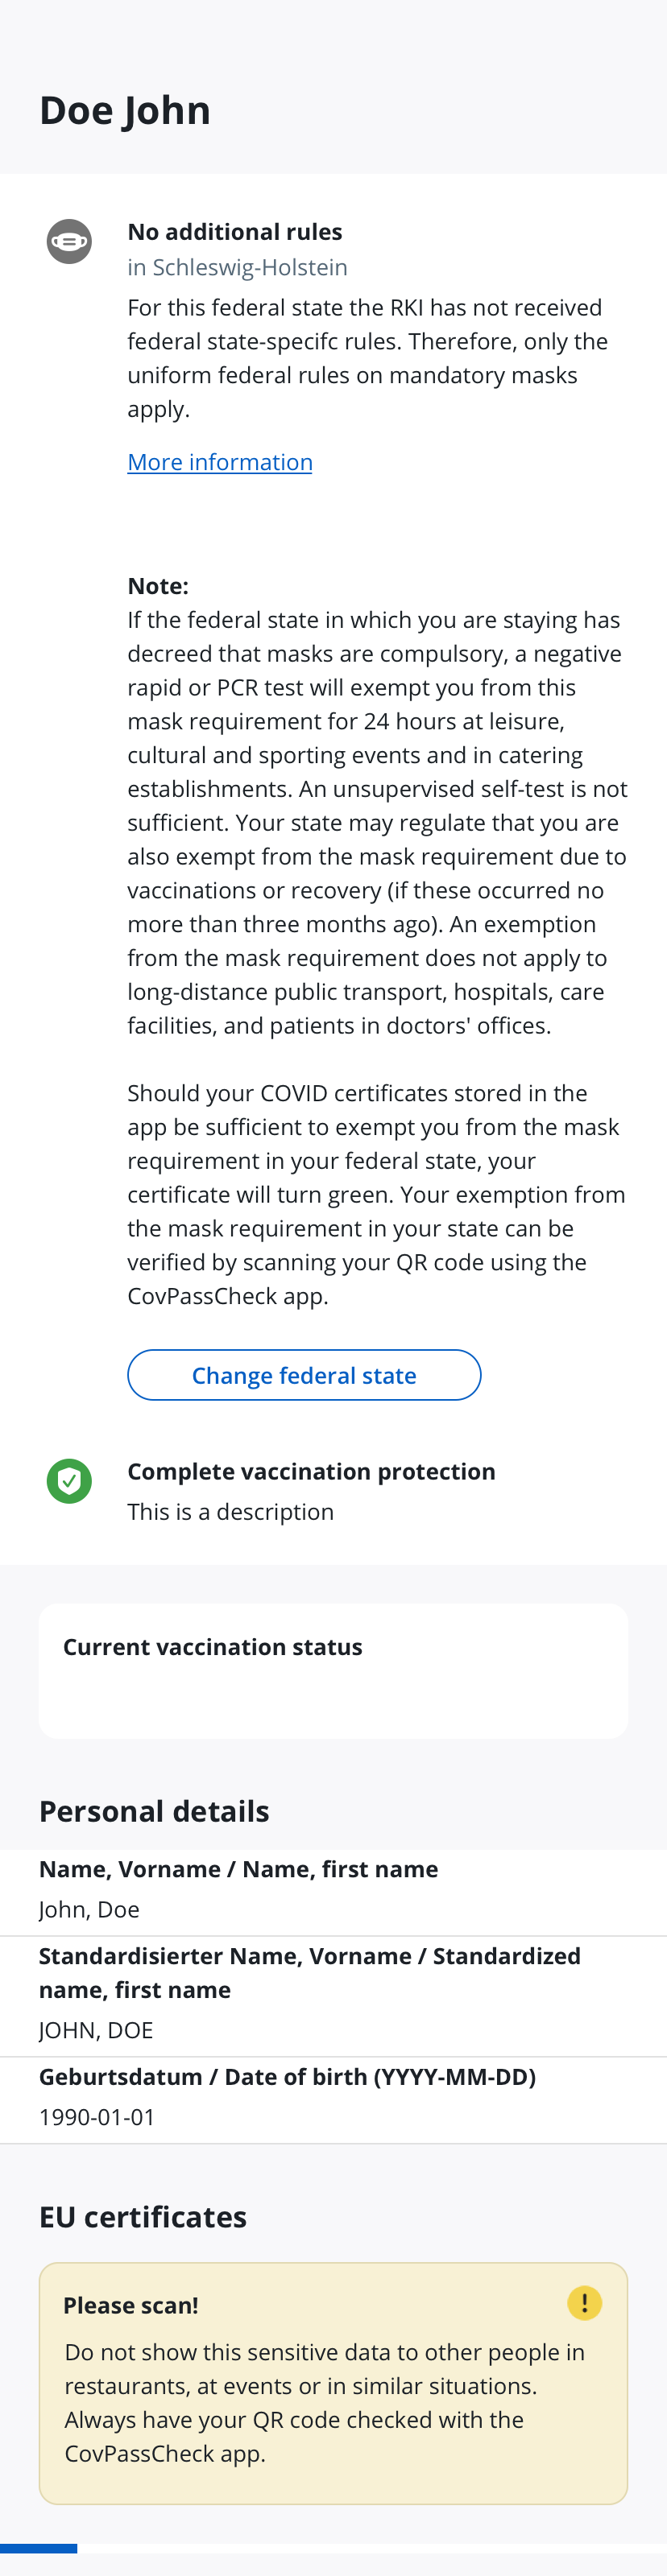 Doe John
No additional rules
in Schleswig-Holstein
For this federal state the RKI has not received
federal state-specifc rules. Therefore, only the
uniform federal rules on mandatory masks
apply.
More information
Note:
If the federal state in which you are staying has
decreed that masks are compulsory, a negative
rapid or PCR test will exempt you from this
mask requirement for 24 hours at leisure,
cultural and sporting events and in catering
establishments. An unsupervised self-test is not
sufficient. Your state may regulate that you are
also exempt from the mask requirement due to
vaccinations or recovery (if these occurred no
more than three months ago). An exemption
from the mask requirement does not apply to
long-distance public transport, hospitals, care
facilities, and patients in doctors' offices.
Should your COVID certificates stored in the
app be sufficient to exempt you from the mask
requirement in your federal state, your
certificate will turn green. Your exemption from
the mask requirement in your state can be
verified by scanning your QR code using the
CovPassCheck app.
Change federal state
Complete vaccination protection
This is a description
Current vaccination status
Personal details
Name, Vorname / Name, first name
John, Doe
Standardisierter Name, Vorname / Standardized
name, first name
JOHN, DOE
Geburtsdatum / Date of birth (YYYY-MM-DD)
1990-01-01
EU certificates
Please scan!
Do not show this sensitive data to other people in
restaurants, at events or in similar situations.
Always have your QR code checked with the
CovPassCheck app.